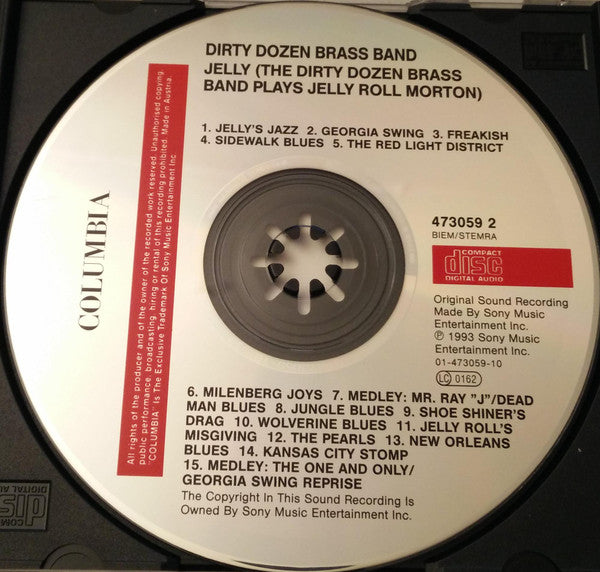 DIRTY DOZEN BRASS BAND
JELLY (THE DIRTY DOZEN BRASS
BAND PLAYS JELLY ROLL MORTON)
1. JELLY'S JAZZ 2. GEORGIA SWING 3. FREAKISH
4. SIDEWALK BLUES 5. THE RED LIGHT DISTRICT
COLUMBIA
All rights of the producer and of the owner of the recorded work reserved. Unauthorised copying,
public performance, broadcasting, hiring or rental of this recording prohibited. Made in Austria.
"COLUMBIA" Is The Exclusive Trademark Of Sony Music Entertainment Inc
473059 2
BIEM/STEMRA
COMPACT
disc
DIGITAL AUDIO
Original Sound Recording
Made By Sony Music
Entertainment Inc.
℗ 1993 Sony Music
Entertainment Inc.
01-473059-10
LC 0162
6. MILENBERG JOYS 7. MEDLEY: MR. RAY "J"/DEAD
MAN BLUES 8. JUNGLE BLUES 9. SHOE SHINER'S
DRAG 10. WOLVERINE BLUES 11. JELLY ROLL'S
MISGIVING 12. THE PEARLS 13. NEW ORLEANS
BLUES 14. KANSAS CITY STOMP
15. MEDLEY: THE ONE AND ONLY/
GEORGIA SWING REPRISE
The Copyright In This Sound Recording Is
Owned By Sony Music Entertainment Inc.